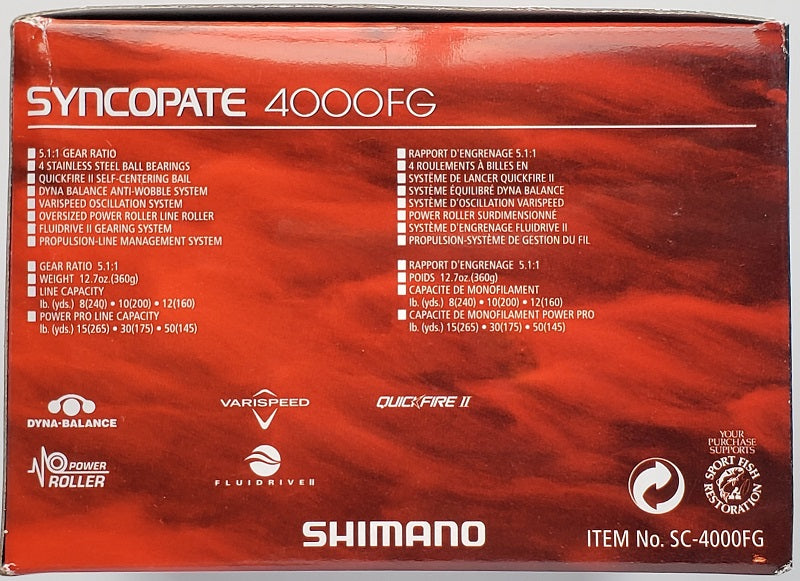 SYNCOPATE 4000FG
5.1:1 GEAR RATIO
4 STAINLESS STEEL BALL BEARINGS
QUICKFIRE II SELF-CENTERING BAIL
DYNA BALANCE ANTI-WOBBLE SYSTEM
VARISPEED OSCILLATION SYSTEM
OVERSIZED POWER ROLLER LINE ROLLER
FLUIDRIVE II GEARING SYSTEM
PROPULSION-LINE MANAGEMENT SYSTEM
GEAR RATIO 5.1:1
WEIGHT 12.7oz.(360g)
LINE CAPACITY
lb. (yds.) 8(240) • 10(200) • 12(160)
POWER PRO LINE CAPACITY
lb. (yds.) 15(265) • 30(175) • 50(145)
RAPPORT D'ENGRENAGE 5.1:1
4 ROULEMENTS À BILLES EN
SYSTÈME DE LANCER QUICKFIRE II
SYSTÈME ÉQUILIBRÉ DYNA BALANCE
SYSTÈME D'OSCILLATION VARISPEED
POWER ROLLER SURDIMENSIONNÉ
SYSTÈME D'ENGRENAGE FLUIDRIVE II
PROPULSION-SYSTÈME DE GESTION DU FIL
RAPPORT D'ENGRENAGE 5.1:1
POIDS 12.7oz.(360g)
CAPACITE DE MONOFILAMENT
lb. (yds.) 8(240) • 10(200) • 12(160)
CAPACITE DE MONOFILAMENT POWER PRO
lb. (yds.) 15(265) • 30(175) • 50(145)
DYNA-BALANCE
VARISPEED
QUICKFIRE II
POWER
ROLLER
FLUIDRIVE II
YOUR
PURCHASE
SUPPORTS
SPORT FISH
RESTORATION
SHIMANO
ITEM No. SC-4000FG